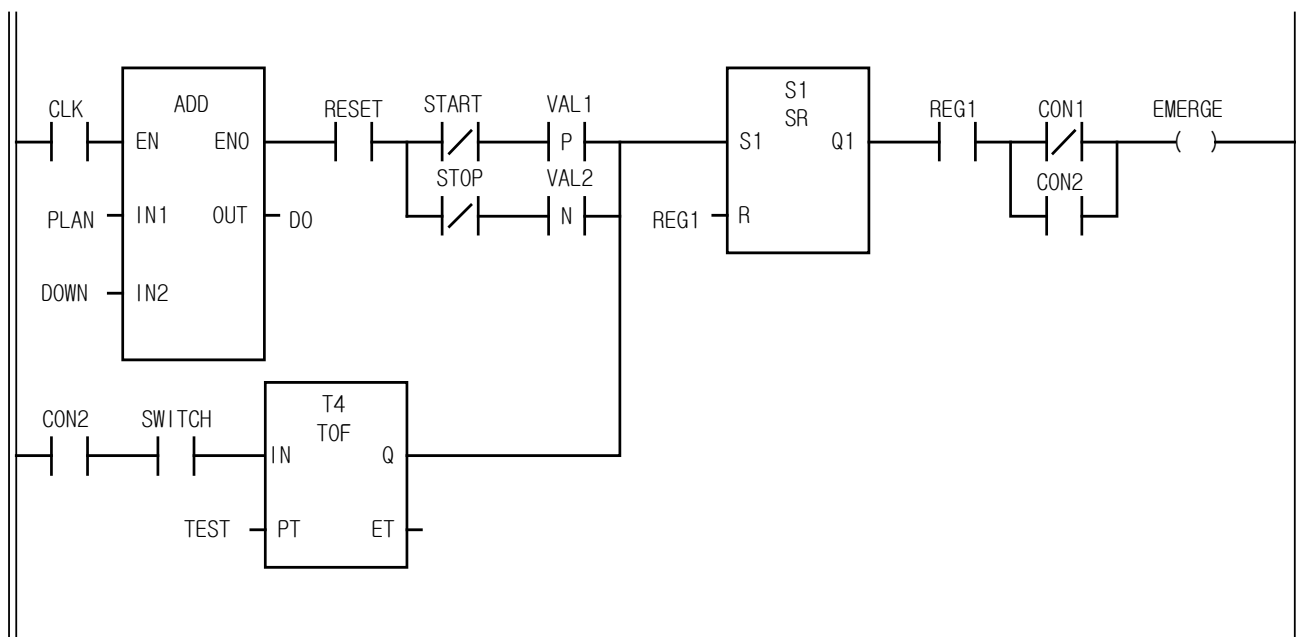 CLK
ADD
EN ENO
PLAN IN1 OUT DO
DOWN IN2
RESET
START VAL1
P
STOP VAL2
N
S1
SR
S1 Q1
REG1 R
REG1
CON1
CON2
EMERGE
CON2 SWITCH
T4
TOF
IN Q
TEST PT ET